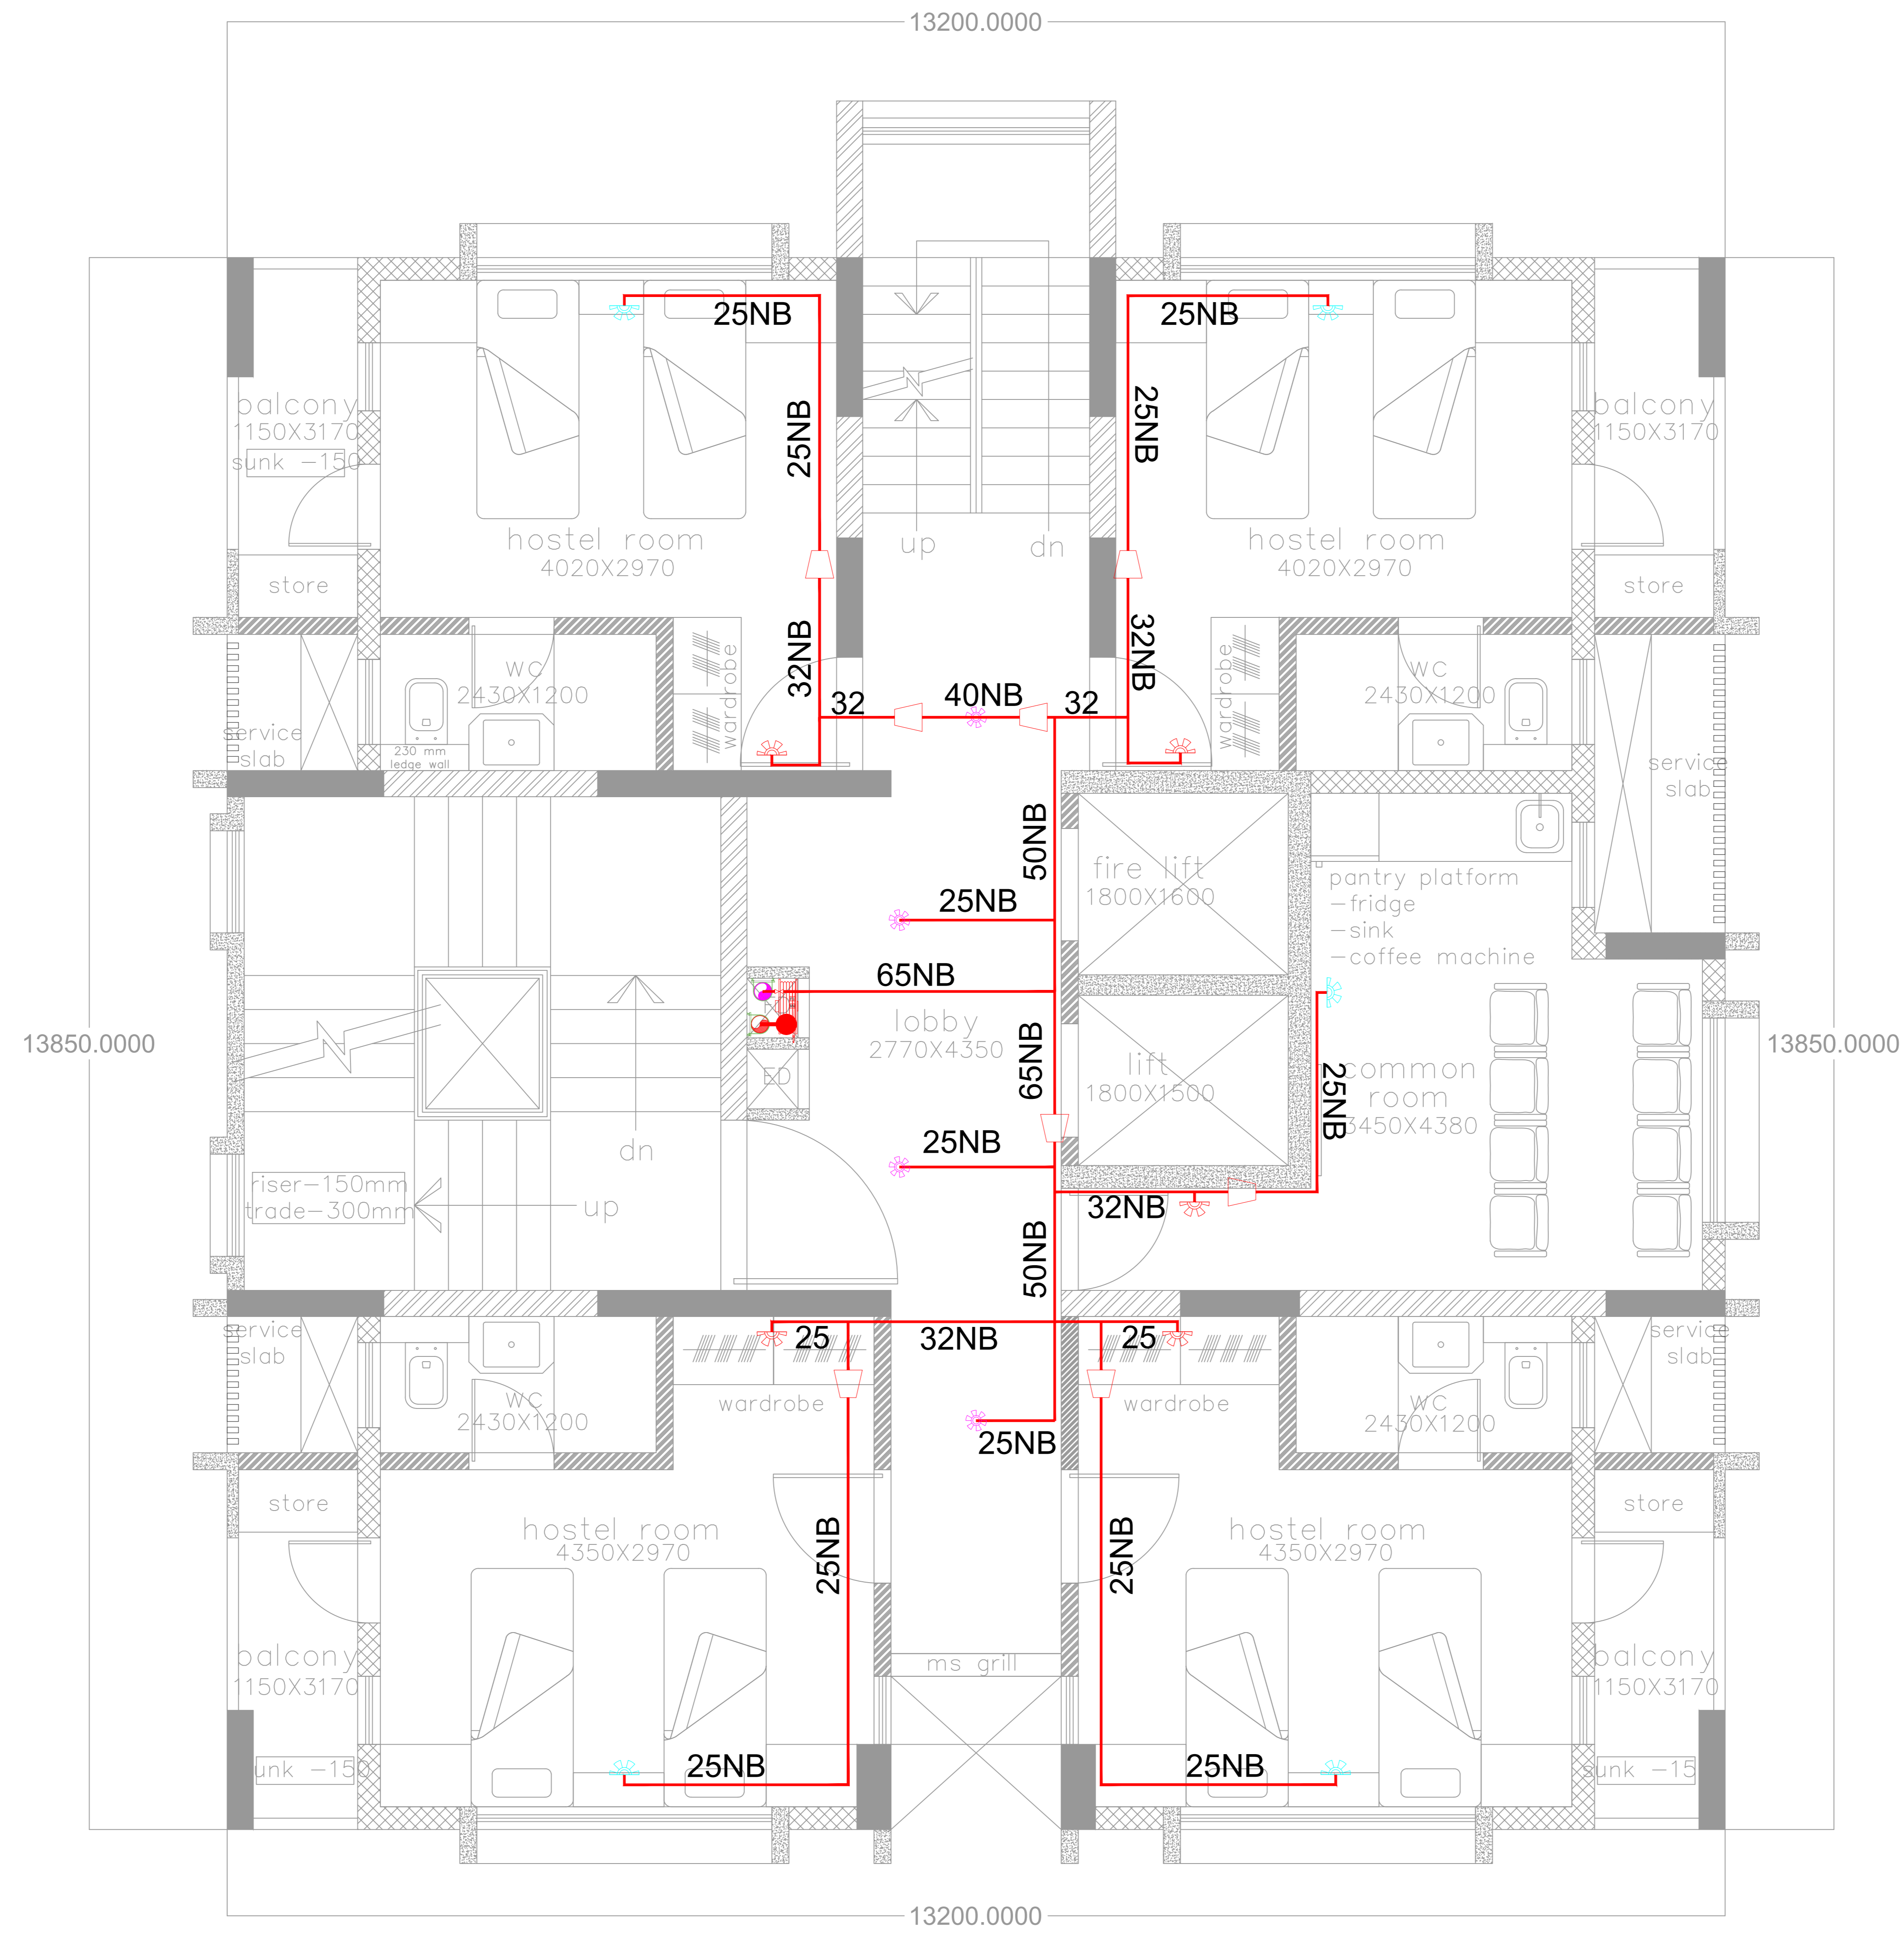 13200.0000
25NB
25NB
25NB
25NB
balcony
1150X3170
sunk -150
balcony
1150X3170
hostel room
4020X2970
up
dn
hostel room
4020X2970
store
store
32NB
32NB
WC
2430X1200
wardrobe
32
40NB
32
wardrobe
WC
2430X1200
service
slab
230 mm
ledge wall
service
slab
50NB
fire lift
1800X1600
pantry platform
-fridge
-sink
-coffee machine
25NB
65NB
lobby
2770X4350
65NB
13850.0000
13850.0000
ED
lift
1800X1500
25NB
common
room
3450X4380
dn
25NB
riser-150mm
trade-300mm
up
32NB
50NB
service
slab
25
32NB
25
service
slab
WC
2430X1200
wardrobe
wardrobe
WC
2430X1200
25NB
store
store
hostel room
4350X2970
25NB
25NB
hostel room
4350X2970
balcony
1150X3170
ms grill
balcony
1150X3170
unk -150
25NB
25NB
sunk -15
13200.0000